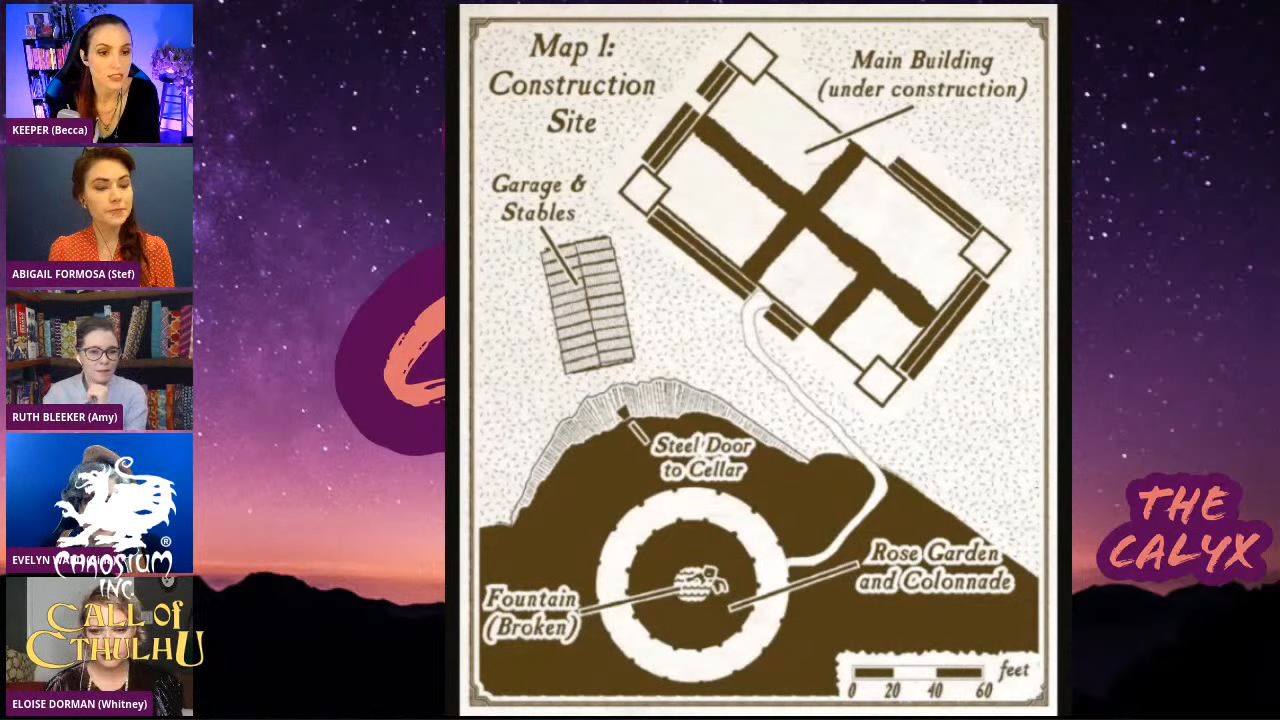 KEEPER (Becca)
ABIGAIL FORMOSA (Stef)
RUTH BLEEKER (Amy)
EVELYN
CHAOSIUM
®
INC.
CALL of
CTHULHU
ELOISE DORMAN (Whitney)
Map 1:
Construction
Site
Main Building
(under construction)
Garage &
Stables
Steel Door
to Cellar
Rose Garden
and Colonnade
Fountain
(Broken)
feet
0 20 40 60
THE
CALYX